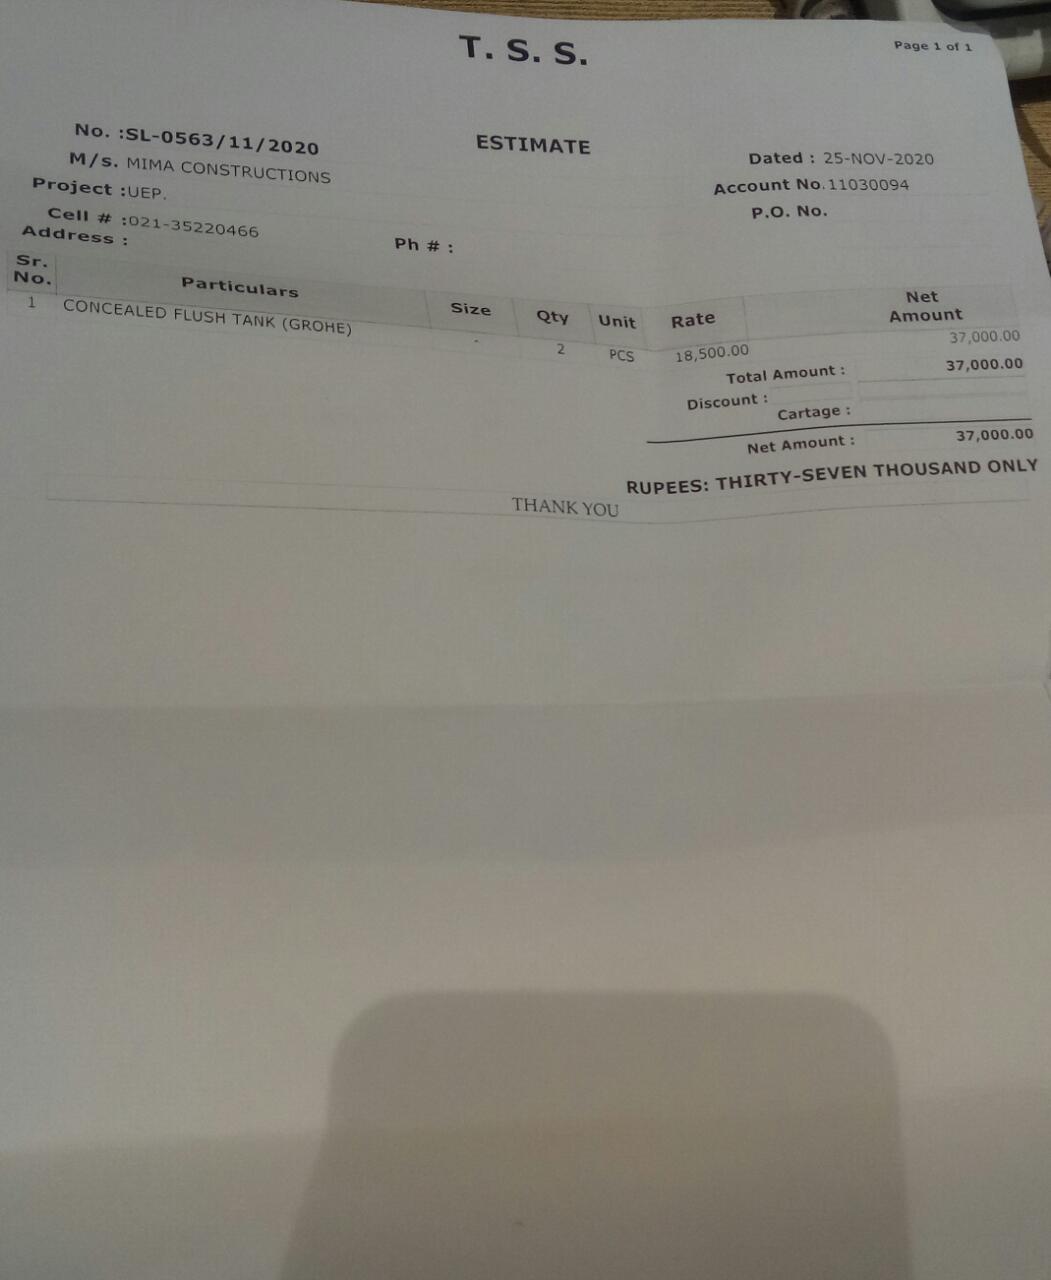 T. S. S.
Page 1 of 1
No. :SL-0563/11/2020
ESTIMATE
Dated : 25-NOV-2020
M/s. MIMA CONSTRUCTIONS
Account No. 11030094
Project :UEP.
P.O. No.
Cell # :021-35220466
Ph # :
Address :
Sr. No. Particulars Size Qty Unit Rate Net Amount
1 CONCEALED FLUSH TANK (GROHE) - 2 PCS 18,500.00 37,000.00
Total Amount : 37,000.00
Discount :
Cartage :
Net Amount : 37,000.00
RUPEES: THIRTY-SEVEN THOUSAND ONLY
THANK YOU